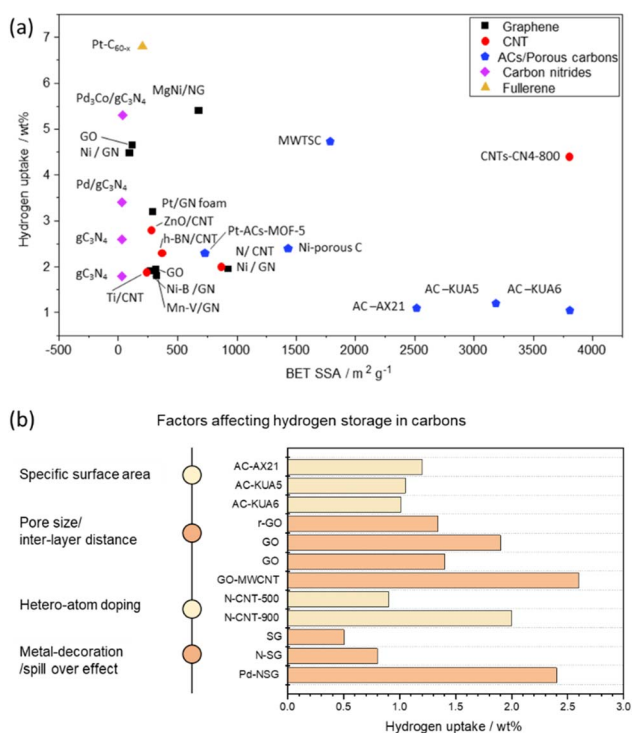 (a)
Graphene
CNT
ACs/Porous carbons
Carbon nitrides
Fullerene
Pt-C₆₀₋ₓ
MgNi/NG
Pd₃Co/gC₃N₄
GO
Ni / GN
MWTSC
CNTs-CN4-800
Pd/gC₃N₄
Pt/GN foam
ZnO/CNT
h-BN/CNT
Pt-ACs-MOF-5
gC₃N₄
N/ CNT
Ni-porous C
gC₃N₄
GO
Ni / GN
Ti/CNT
Ni-B /GN
Mn-V/GN
AC –AX21
AC –KUA5
AC –KUA6
7
6
5
4
3
2
1
Hydrogen uptake / wt%
-500
0
500
1000
1500
2000
2500
3000
3500
4000
BET SSA / m² g⁻¹
(b)
Factors affecting hydrogen storage in carbons
Specific surface area
Pore size/
inter-layer distance
Hetero-atom doping
Metal-decoration
/spill over effect
AC-AX21
AC-KUA5
AC-KUA6
r-GO
GO
GO
GO-MWCNT
N-CNT-500
N-CNT-900
SG
N-SG
Pd-NSG
0.0
0.5
1.0
1.5
2.0
2.5
3.0
Hydrogen uptake / wt%